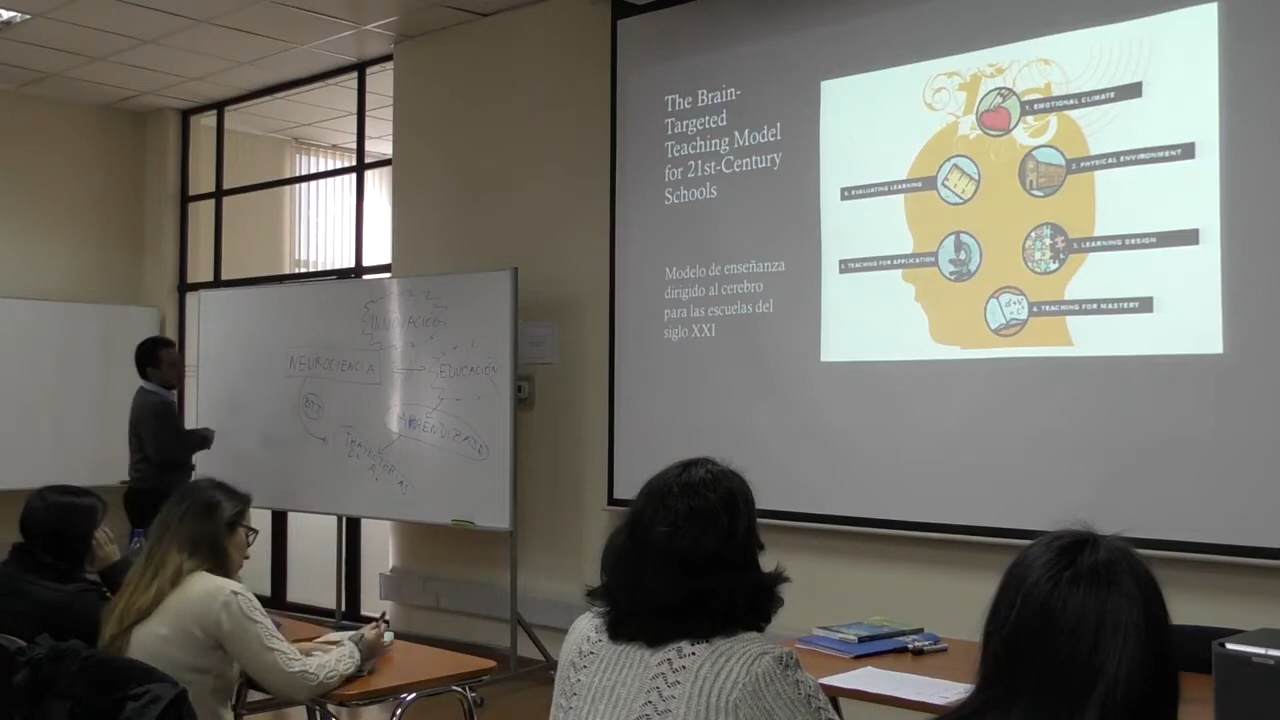 INNOVACIÓN
NEUROCIENCIA
EDUCACIÓN
BTT
APRENDIZAJE
TRAYECTORIAS
DE A.
The Brain-
Targeted
Teaching Model
for 21st-Century
Schools
Modelo de enseñanza
dirigido al cerebro
para las escuelas del
siglo XXI
1. EMOTIONAL CLIMATE
2. PHYSICAL ENVIRONMENT
6. EVALUATING LEARNING
3. LEARNING DESIGN
5. TEACHING FOR APPLICATION
4. TEACHING FOR MASTERY